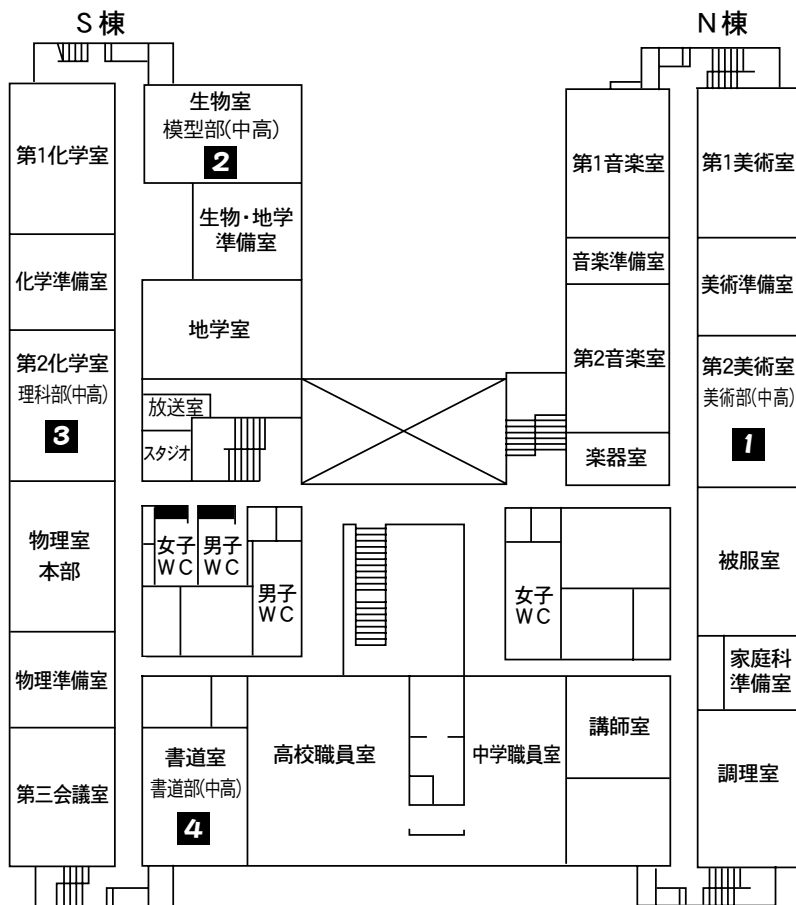 S棟
N棟
第1化学室
化学準備室
第2化学室
理科部(中高)
3
物理室
本部
物理準備室
第三会議室
生物室
模型部(中高)
2
生物・地学
準備室
地学室
放送室
スタジオ
女子
WC
男子
WC
男子
WC
書道室
書道部(中高)
4
高校職員室
中学職員室
講師室
女子
WC
第1音楽室
音楽準備室
第2音楽室
楽器室
第1美術室
美術準備室
第2美術室
美術部(中高)
1
被服室
家庭科
準備室
調理室